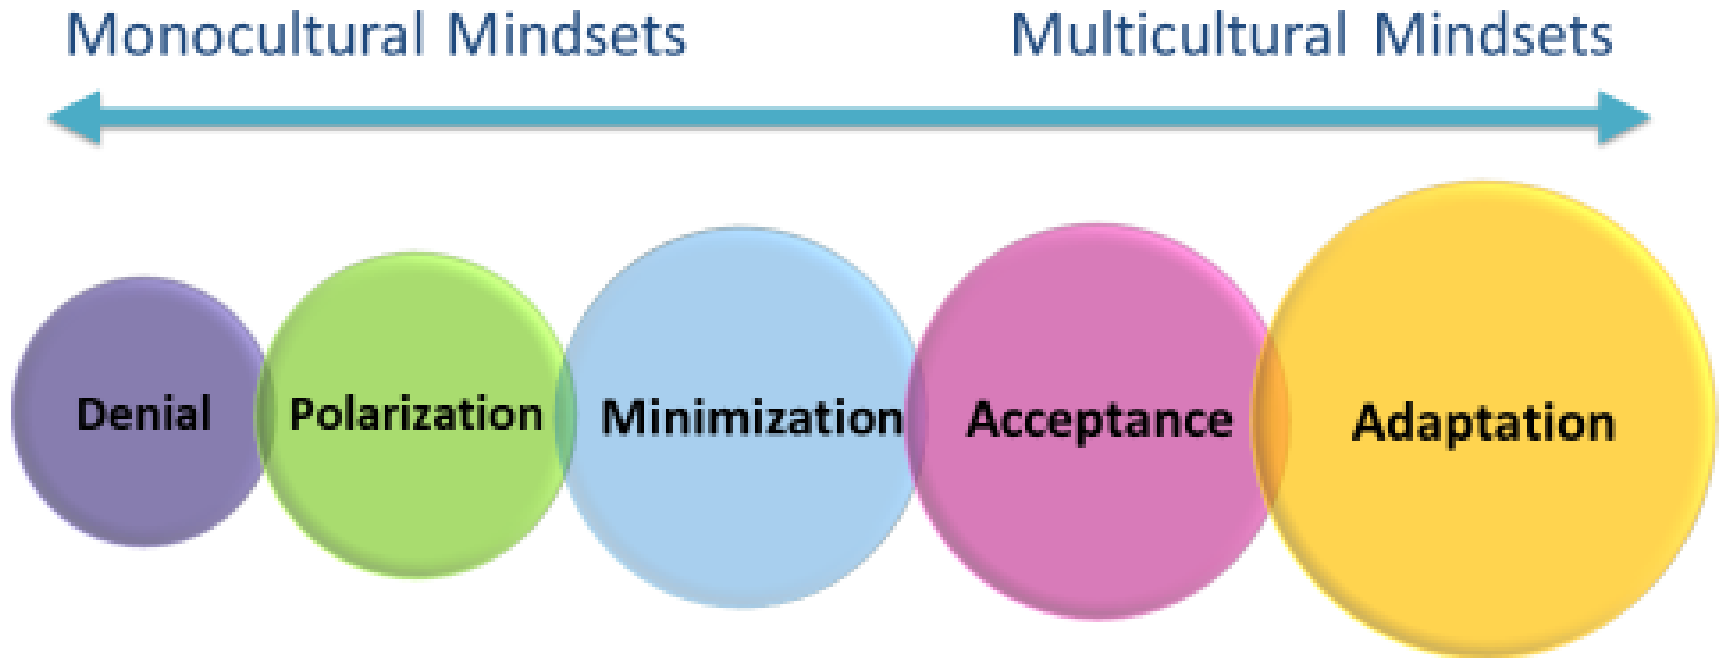 Monocultural Mindsets
Multicultural Mindsets
Denial
Polarization
Minimization
Acceptance
Adaptation